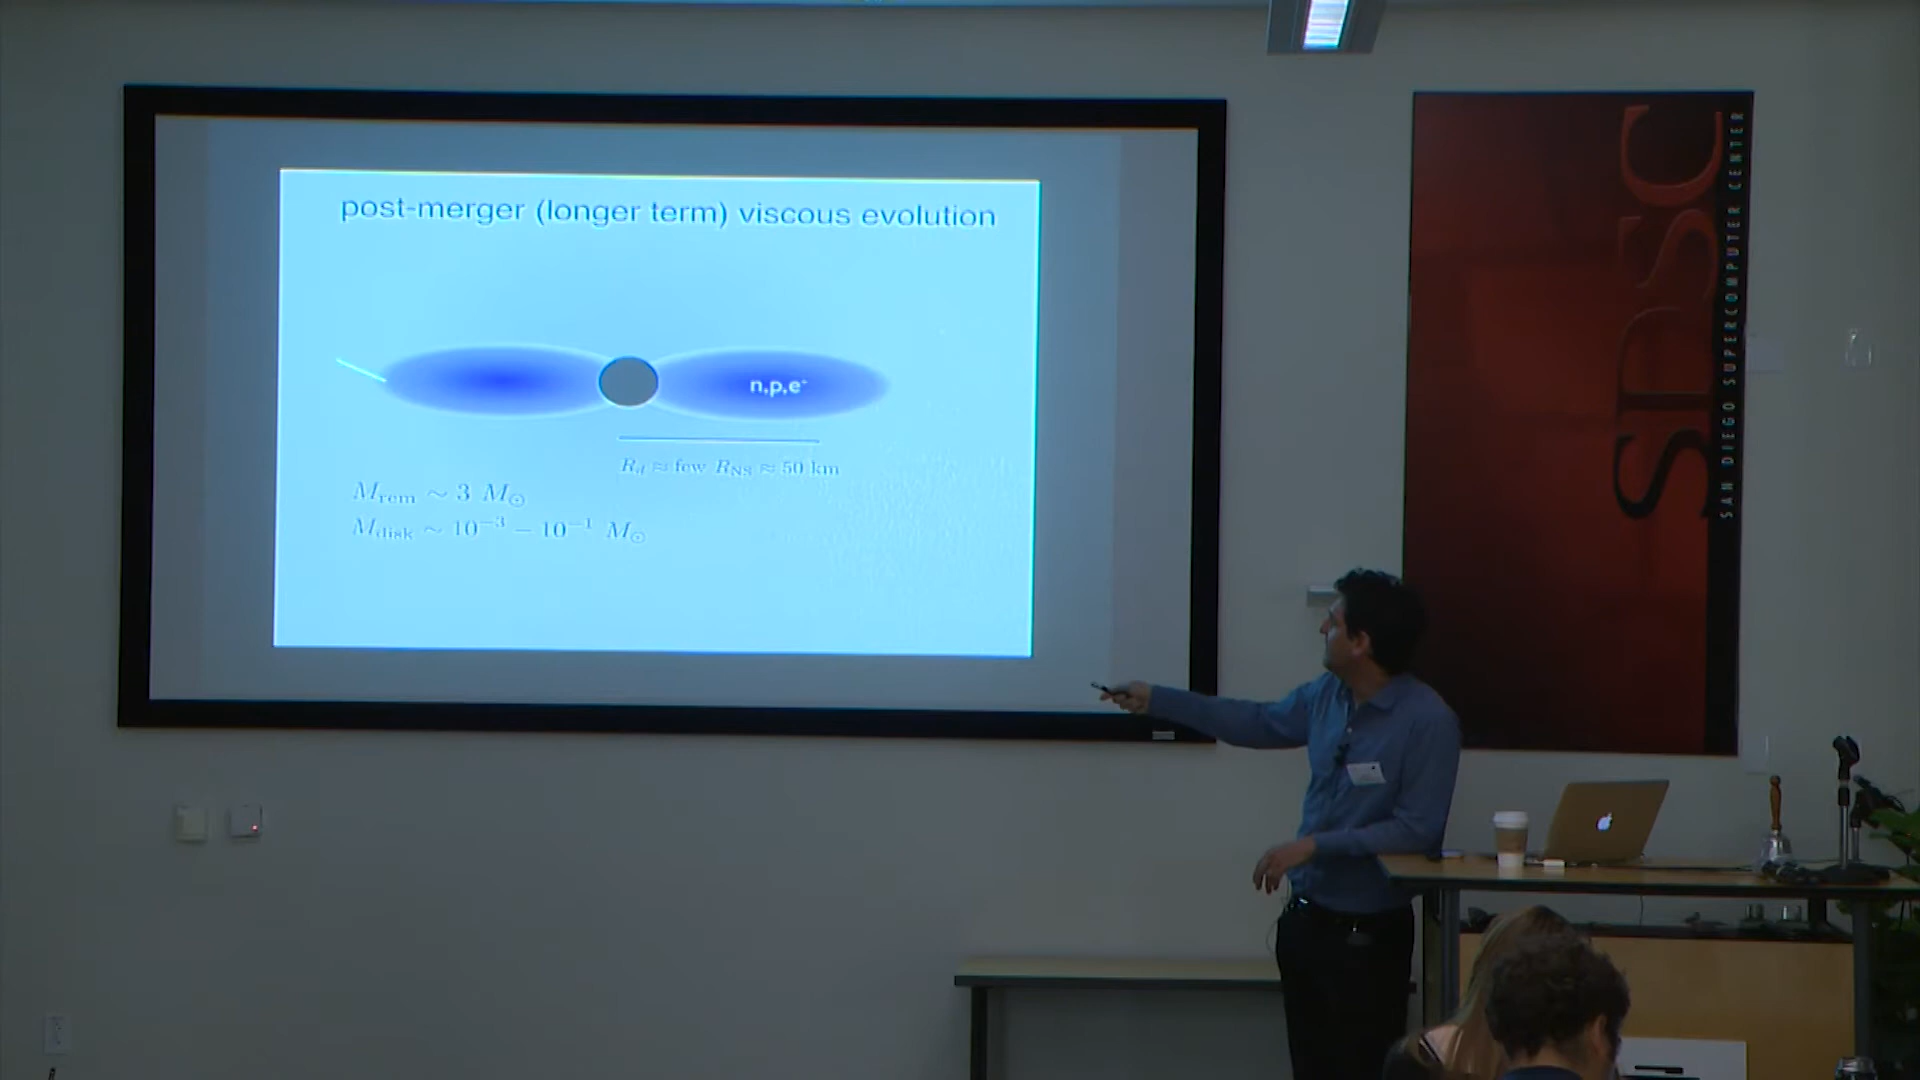 post-merger (longer term) viscous evolution
n,p,e⁻
R_d ≈ few R_NS ≈ 50 km
M_rem ∼ 3 M_⊙
M_disk ∼ 10⁻³ − 10⁻¹ M_⊙
SDSC
SAN DIEGO SUPERCOMPUTER CENTER